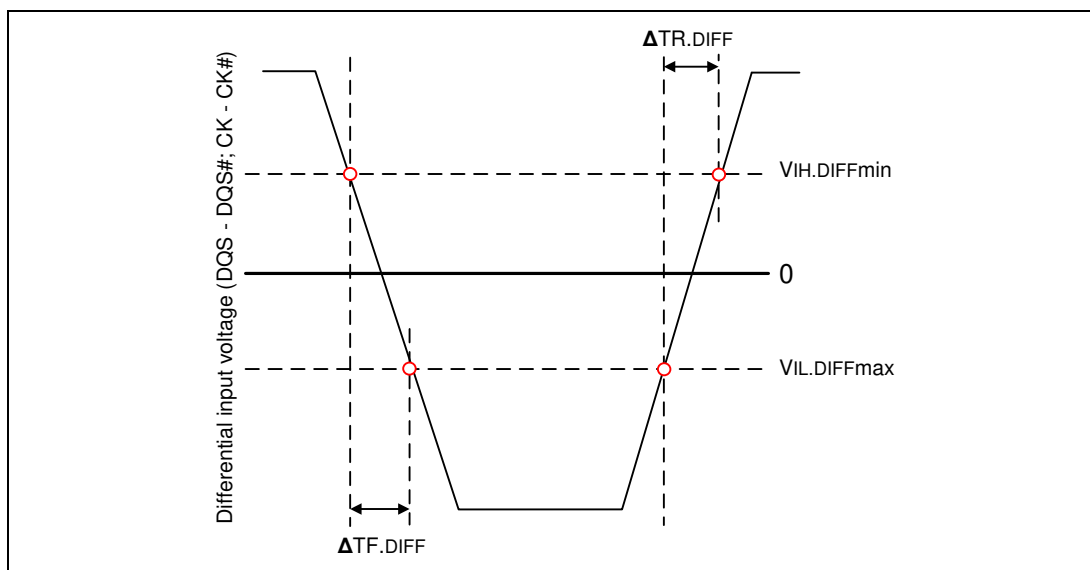 ΔTR.DIFF
Differential input voltage (DQS - DQS#; CK - CK#)
VIH.DIFFmin
0
VIL.DIFFmax
ΔTF.DIFF